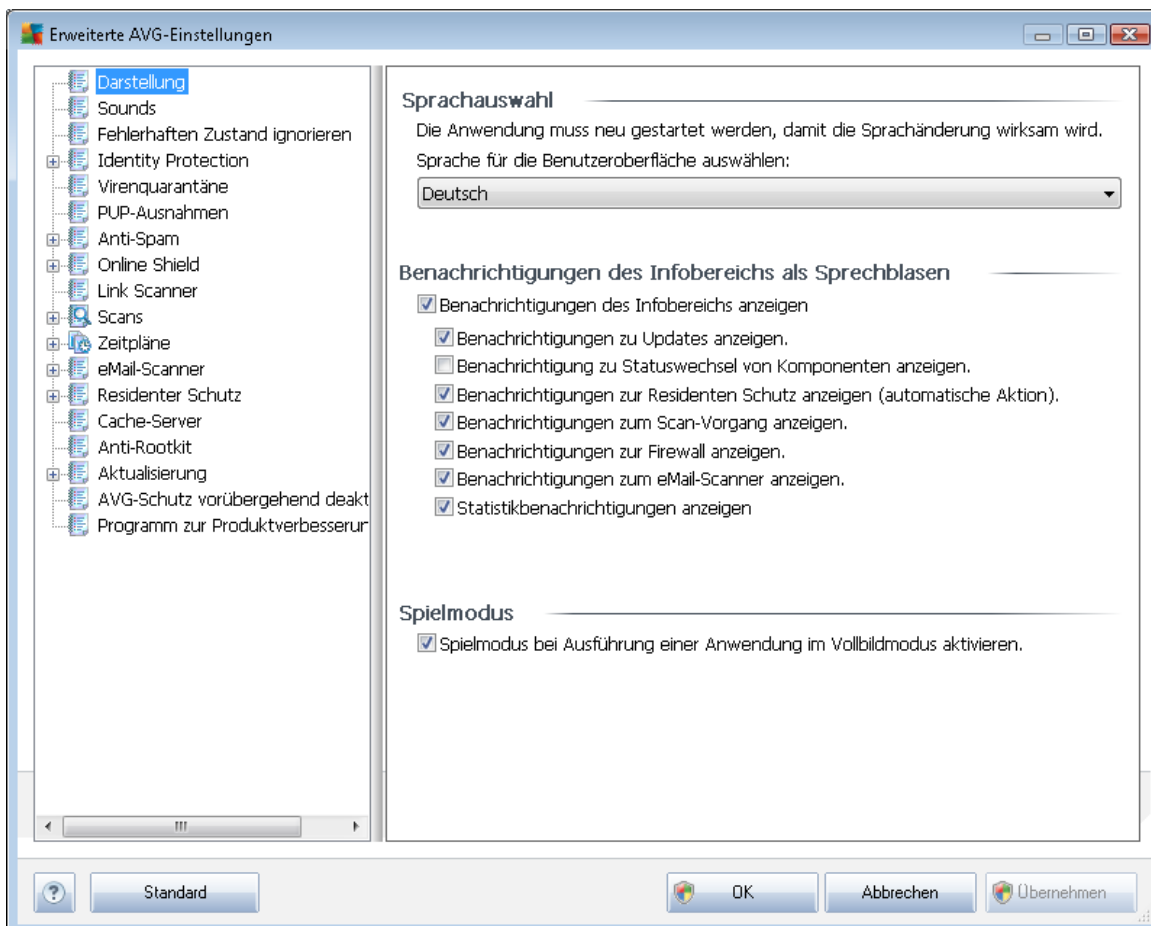 Erweiterte AVG-Einstellungen
Darstellung
Sounds
Fehlerhaften Zustand ignorieren
Identity Protection
Virenquarantäne
PUP-Ausnahmen
Anti-Spam
Online Shield
Link Scanner
Scans
Zeitpläne
eMail-Scanner
Residenter Schutz
Cache-Server
Anti-Rootkit
Aktualisierung
AVG-Schutz vorübergehend deakt
Programm zur Produktverbesserur
Sprachauswahl
Die Anwendung muss neu gestartet werden, damit die Sprachänderung wirksam wird.
Sprache für die Benutzeroberfläche auswählen:
Deutsch
Benachrichtigungen des Infobereichs als Sprechblasen
Benachrichtigungen des Infobereichs anzeigen
Benachrichtigungen zu Updates anzeigen.
Benachrichtigung zu Statuswechsel von Komponenten anzeigen.
Benachrichtigungen zur Residenten Schutz anzeigen (automatische Aktion).
Benachrichtigungen zum Scan-Vorgang anzeigen.
Benachrichtigungen zur Firewall anzeigen.
Benachrichtigungen zum eMail-Scanner anzeigen.
Statistikbenachrichtigungen anzeigen
Spielmodus
Spielmodus bei Ausführung einer Anwendung im Vollbildmodus aktivieren.
? Standard OK Abbrechen Übernehmen